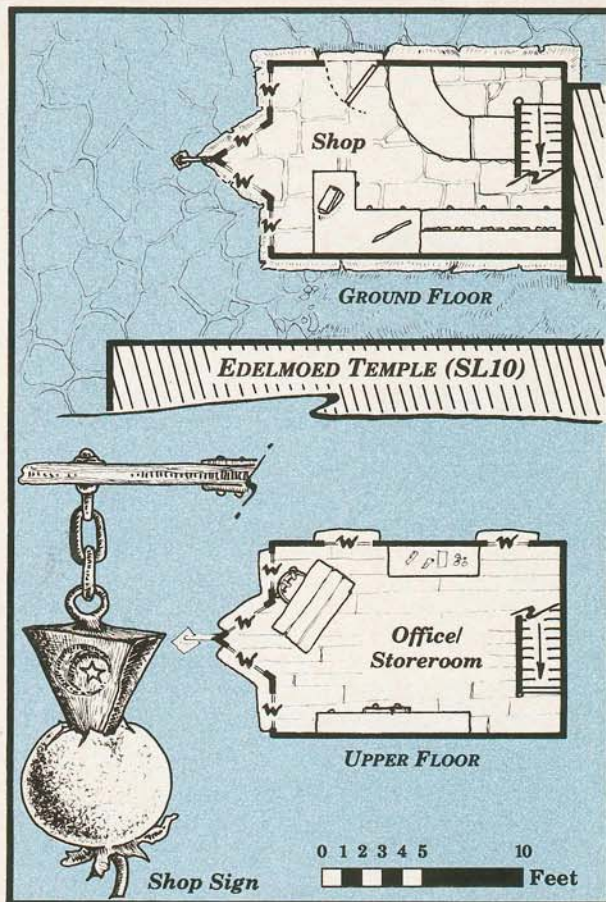 W
W
W
W
Shop
GROUND FLOOR
EDELMOED TEMPLE (SL10)
W
W
W
W
W
W
Office/
Storeroom
UPPER FLOOR
Shop Sign
0 1 2 3 4 5 10
Feet